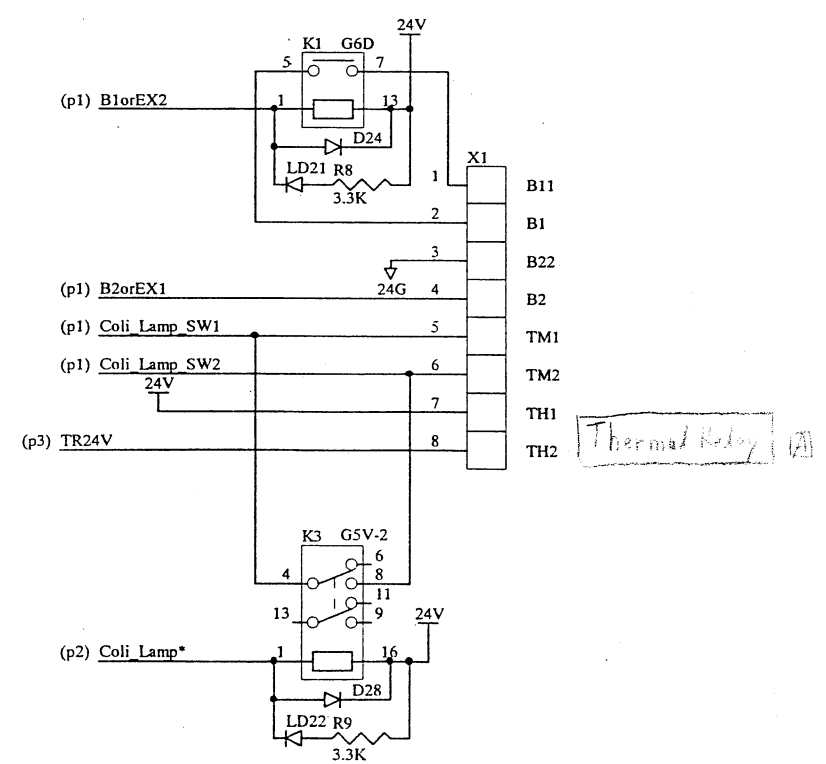 24V
K1 G6D
5 7
(p1) B1orEX2 1 13
D24
LD21 R8
3.3K
X1
1 B11
2 B1
3 B22
24G
(p1) B2orEX1 4 B2
(p1) Coli_Lamp_SW1 5 TM1
(p1) Coli_Lamp_SW2 6 TM2
24V
7 TH1
(p3) TR24V 8 TH2
Thermal Relay
K3 G5V-2
6
4 8
11
13 9
24V
(p2) Coli_Lamp* 1 16
D28
LD22 R9
3.3K